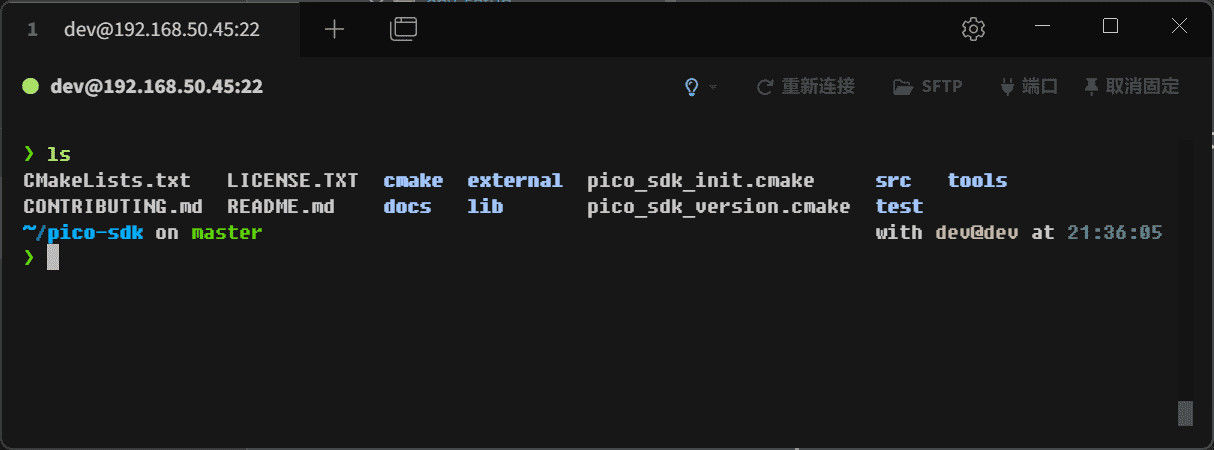 1 dev@192.168.50.45:22
dev@192.168.50.45:22 重新连接 SFTP 端口 取消固定
❯ ls
CMakeLists.txt LICENSE.TXT cmake external pico_sdk_init.cmake src tools
CONTRIBUTING.md README.md docs lib pico_sdk_version.cmake test
~/pico-sdk on master with dev@dev at 21:36:05
❯